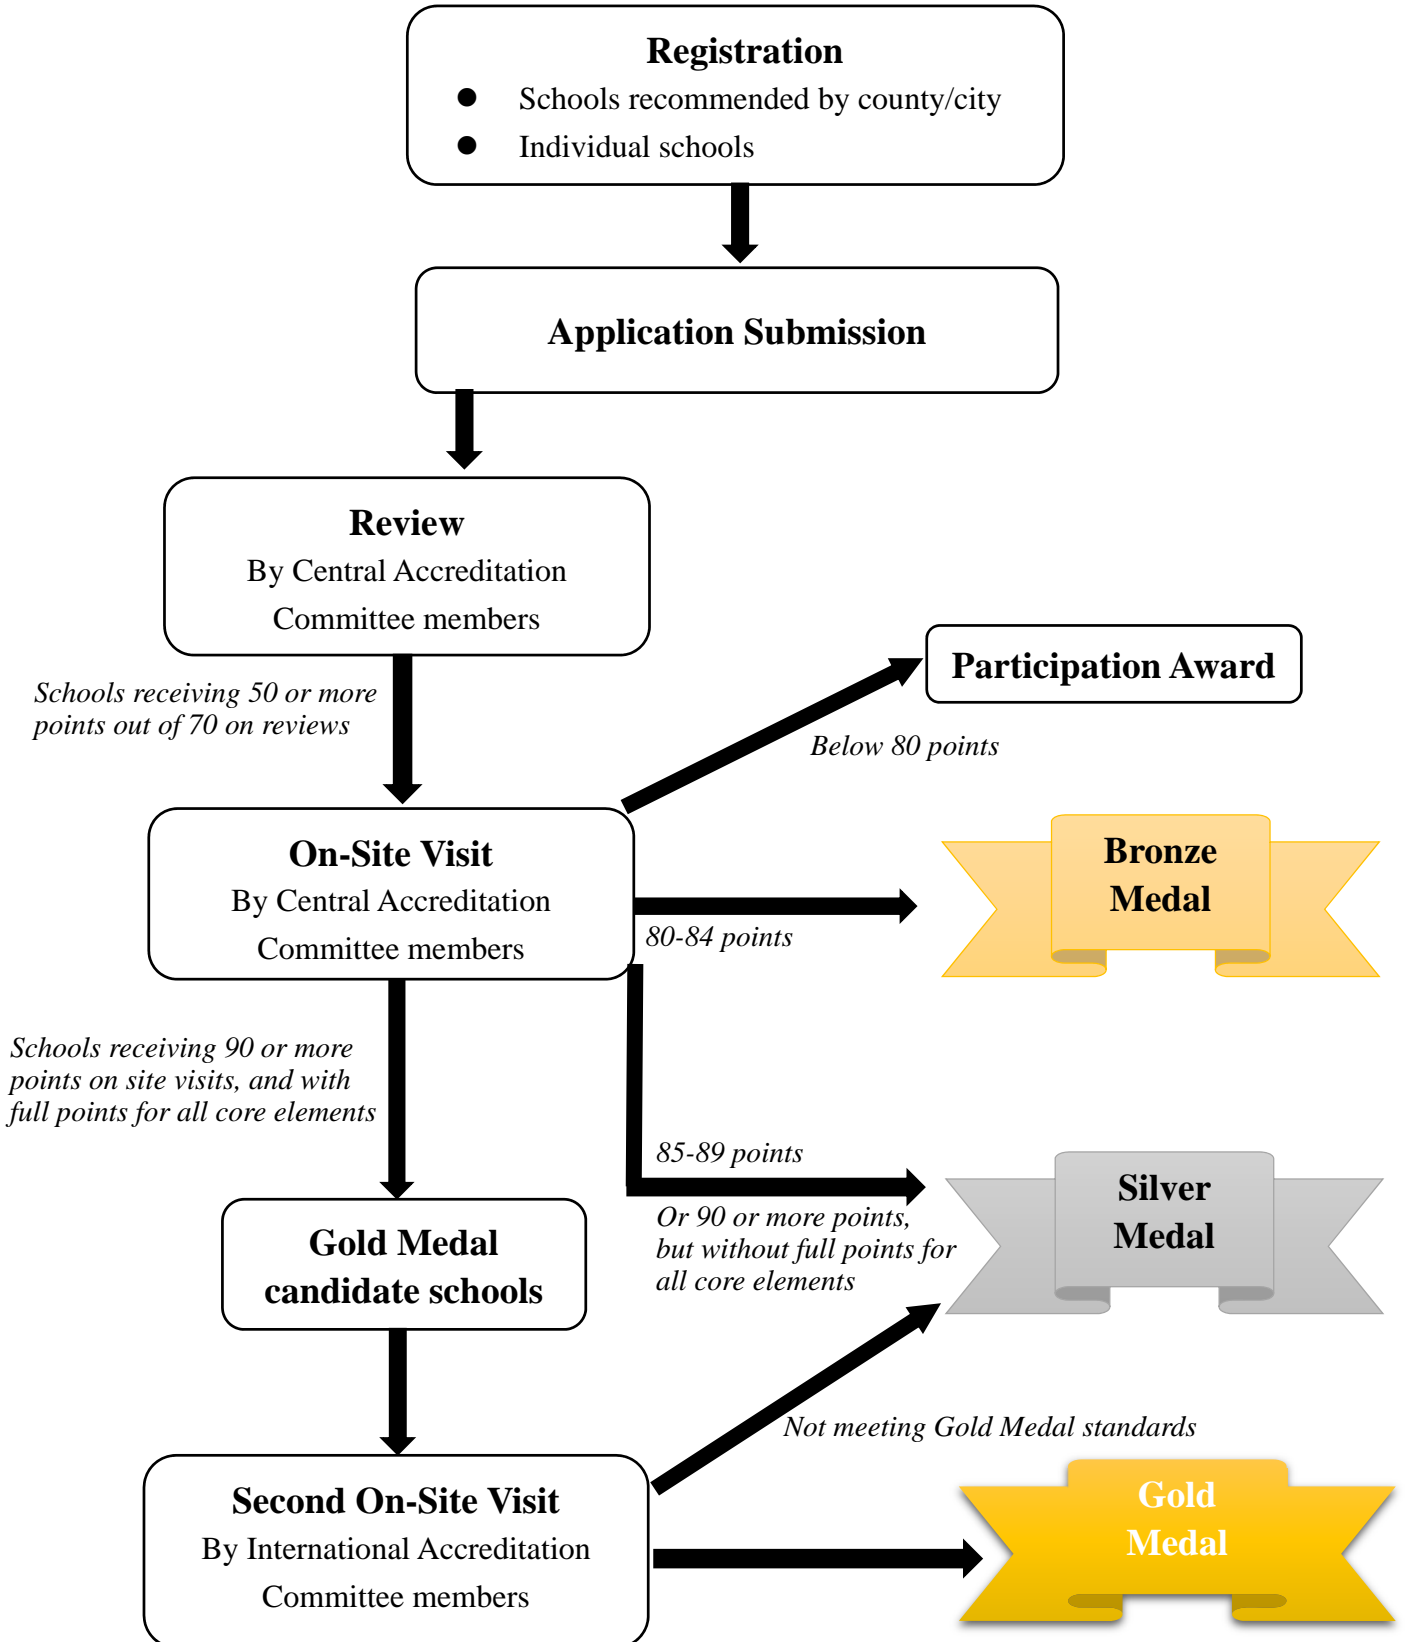 Registration
● Schools recommended by county/city
● Individual schools
Application Submission
Review
By Central Accreditation
Committee members
Schools receiving 50 or more
points out of 70 on reviews
Participation Award
Below 80 points
On-Site Visit
By Central Accreditation
Committee members
Bronze
Medal
80-84 points
Schools receiving 90 or more
points on site visits, and with
full points for all core elements
85-89 points
Or 90 or more points,
but without full points for
all core elements
Silver
Medal
Gold Medal
candidate schools
Not meeting Gold Medal standards
Second On-Site Visit
By International Accreditation
Committee members
Gold
Medal